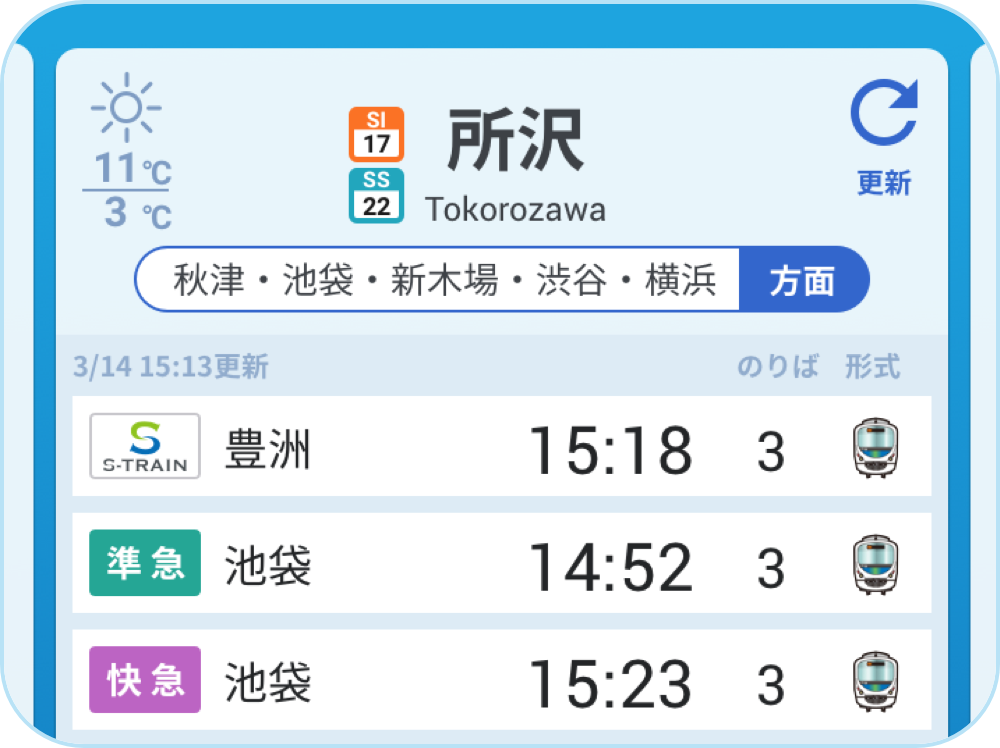 SI
17
SS
22
所沢
Tokorozawa
11℃
3℃
更新
秋津・池袋・新木場・渋谷・横浜 方面
3/14 15:13更新 のりば 形式
S-TRAIN 豊洲 15:18 3
準急 池袋 14:52 3
快急 池袋 15:23 3